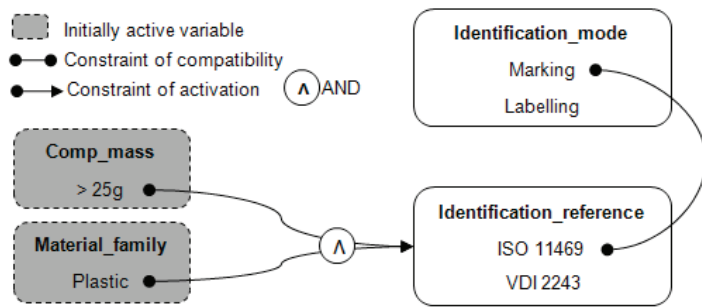 Initially active variable
Constraint of compatibility
Constraint of activation
∧ AND
Identification_mode
Marking
Labelling
Comp_mass
> 25g
Material_family
Plastic
∧
Identification_reference
ISO 11469
VDI 2243